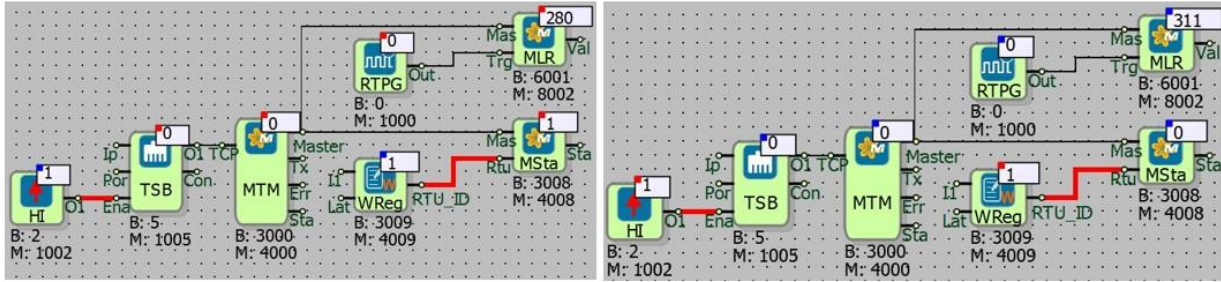 280
Mas
Val
0
Trg
MLR
Out
B: 6001
RTPG
M: 8002
B: 0
M: 1000
0
0
1
Master
Mas
Sta
Ip
O1
TCP
Tx
1
Rtu
MSta
1
Por
Con
I1
RTU_ID
B: 3008
TSB
MTM
Err
WReg
M: 4008
HI
O1
Ena
Lat
Sta
B: 2
B: 5
B: 3000
B: 3009
M: 1002
M: 1005
M: 4000
M: 4009
311
Mas
Val
0
Trg
MLR
Out
B: 6001
RTPG
M: 8002
B: 0
M: 1000
0
0
0
Master
Mas
Sta
Ip
O1
TCP
Tx
1
Rtu
MSta
1
Por
Con
I1
RTU_ID
B: 3008
TSB
MTM
Err
WReg
M: 4008
HI
O1
Ena
Lat
Sta
B: 2
B: 5
B: 3000
B: 3009
M: 1002
M: 1005
M: 4000
M: 4009